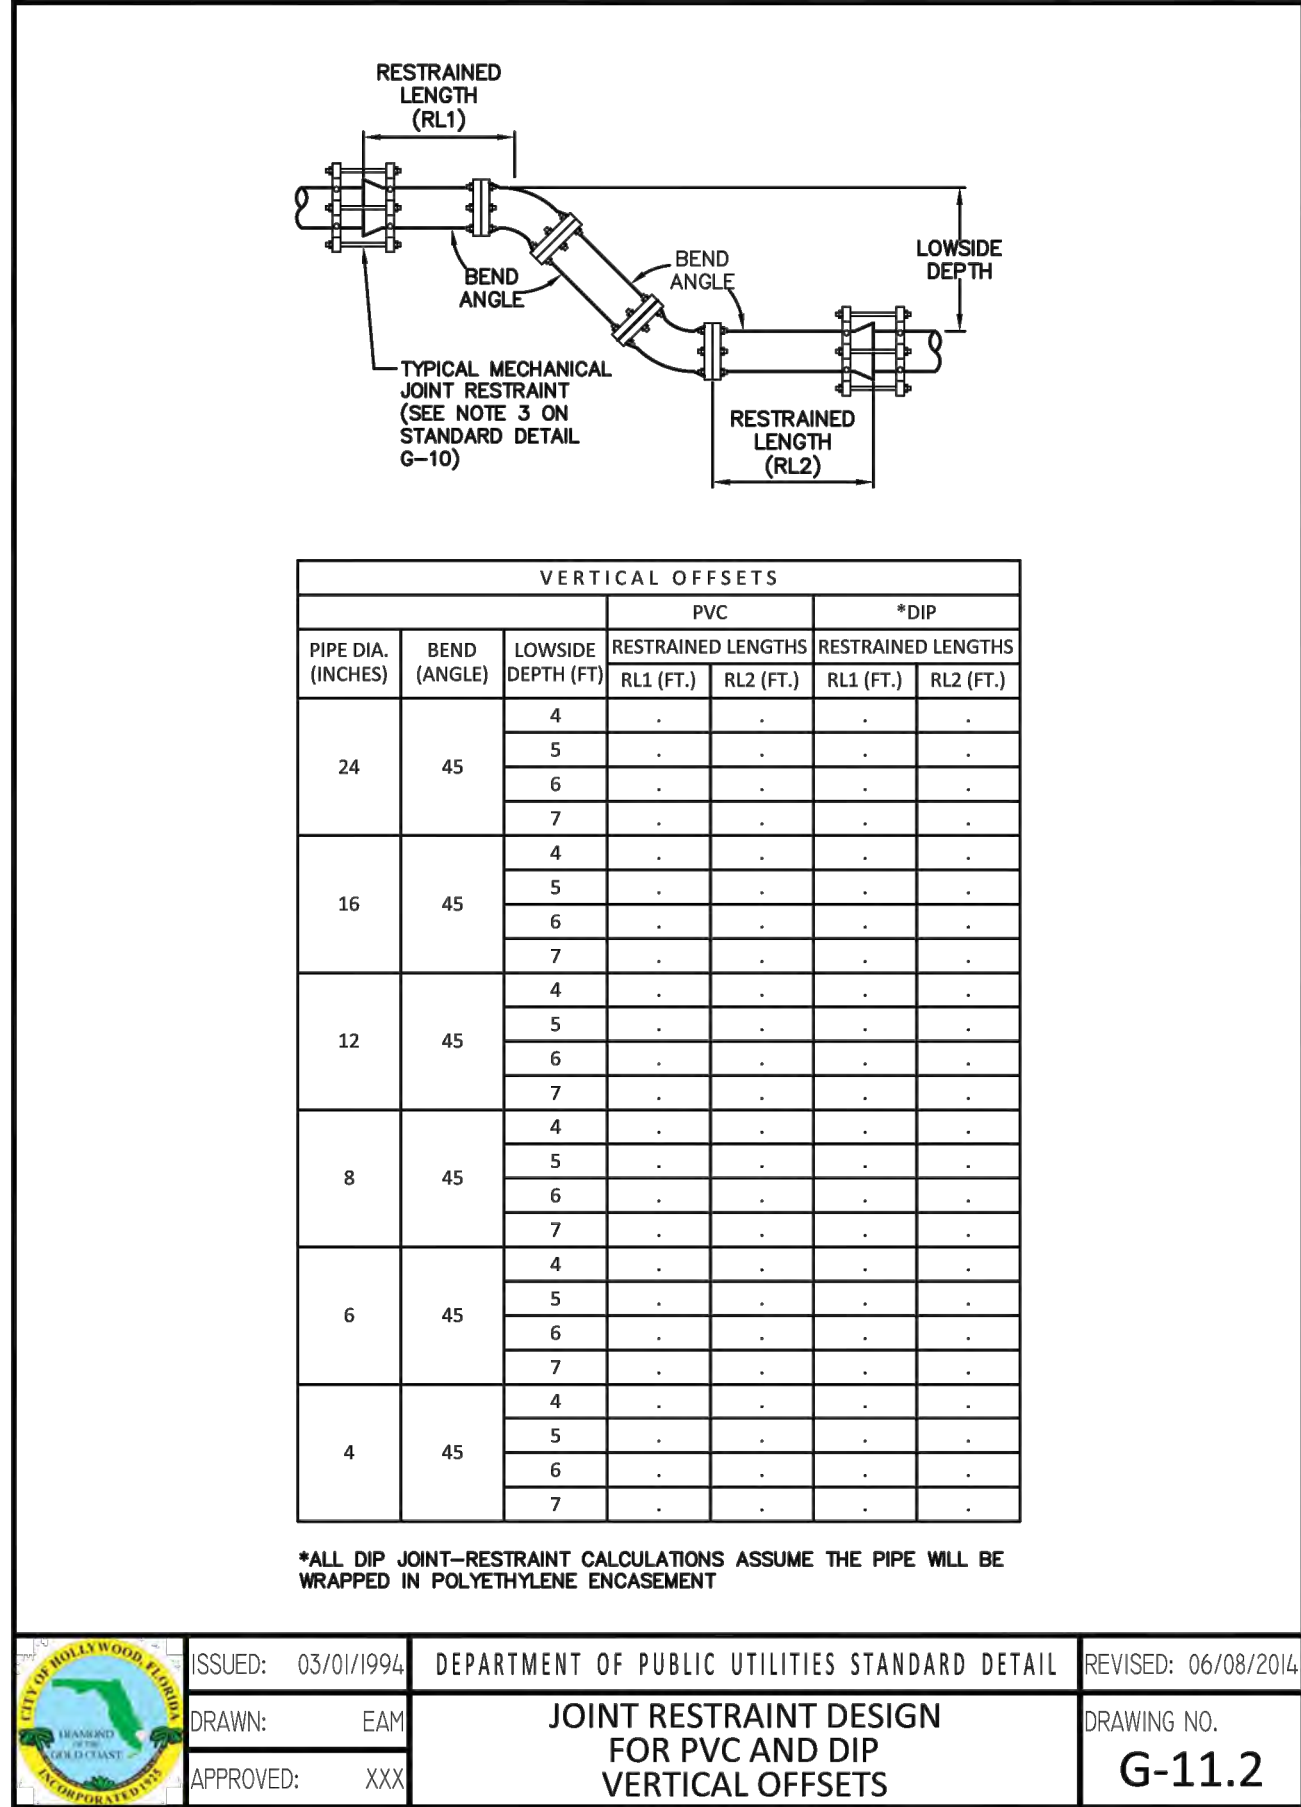 RESTRAINED
LENGTH
(RL1)
BEND
ANGLE
BEND
ANGLE
LOWSIDE
DEPTH
TYPICAL MECHANICAL
JOINT RESTRAINT
(SEE NOTE 3 ON
STANDARD DETAIL
G-10)
RESTRAINED
LENGTH
(RL2)
VERTICAL OFFSETS
PVC *DIP
PIPE DIA. (INCHES) BEND (ANGLE) LOWSIDE DEPTH (FT) RESTRAINED LENGTHS RESTRAINED LENGTHS
RL1 (FT.) RL2 (FT.) RL1 (FT.) RL2 (FT.)
24 45
4 . . . .
5 . . . .
6 . . . .
7 . . . .
16 45
4 . . . .
5 . . . .
6 . . . .
7 . . . .
12 45
4 . . . .
5 . . . .
6 . . . .
7 . . . .
8 45
4 . . . .
5 . . . .
6 . . . .
7 . . . .
6 45
4 . . . .
5 . . . .
6 . . . .
7 . . . .
4 45
4 . . . .
5 . . . .
6 . . . .
7 . . . .
*ALL DIP JOINT-RESTRAINT CALCULATIONS ASSUME THE PIPE WILL BE
WRAPPED IN POLYETHYLENE ENCASEMENT
CITY OF HOLLYWOOD, FLORIDA
DIAMOND
OF THE
GOLD COAST
INCORPORATED 1925
ISSUED: 03/01/1994
DRAWN: EAM
APPROVED: XXX
DEPARTMENT OF PUBLIC UTILITIES STANDARD DETAIL
JOINT RESTRAINT DESIGN
FOR PVC AND DIP
VERTICAL OFFSETS
REVISED: 06/08/2014
DRAWING NO.
G-11.2